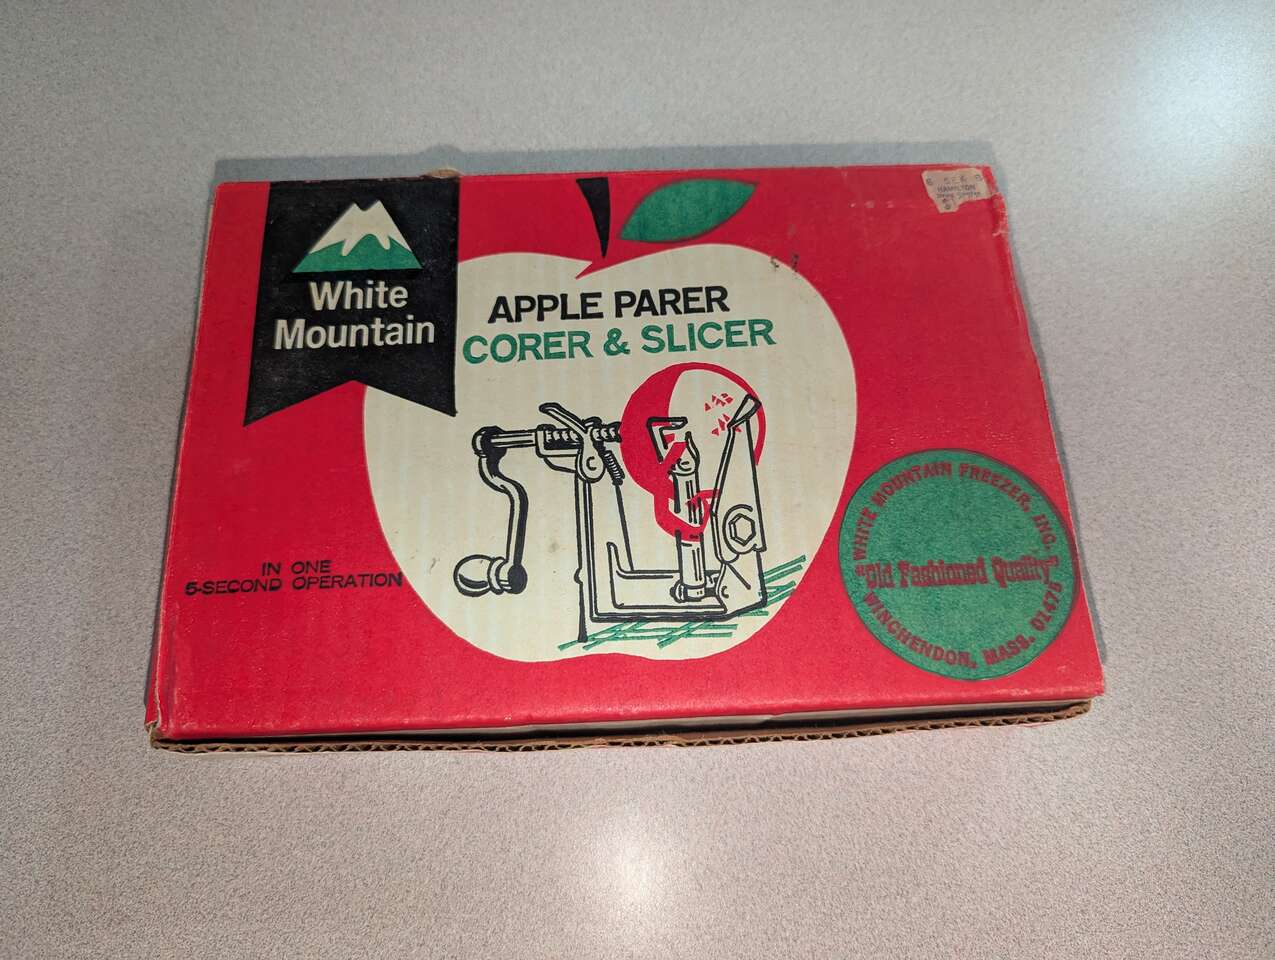 White
Mountain
APPLE PARER
CORER & SLICER
HAMILTON
IN ONE
5-SECOND OPERATION
WHITE MOUNTAIN FREEZER, INC.
"Old Fashioned Quality"
WINCHENDON, MASS. 01475